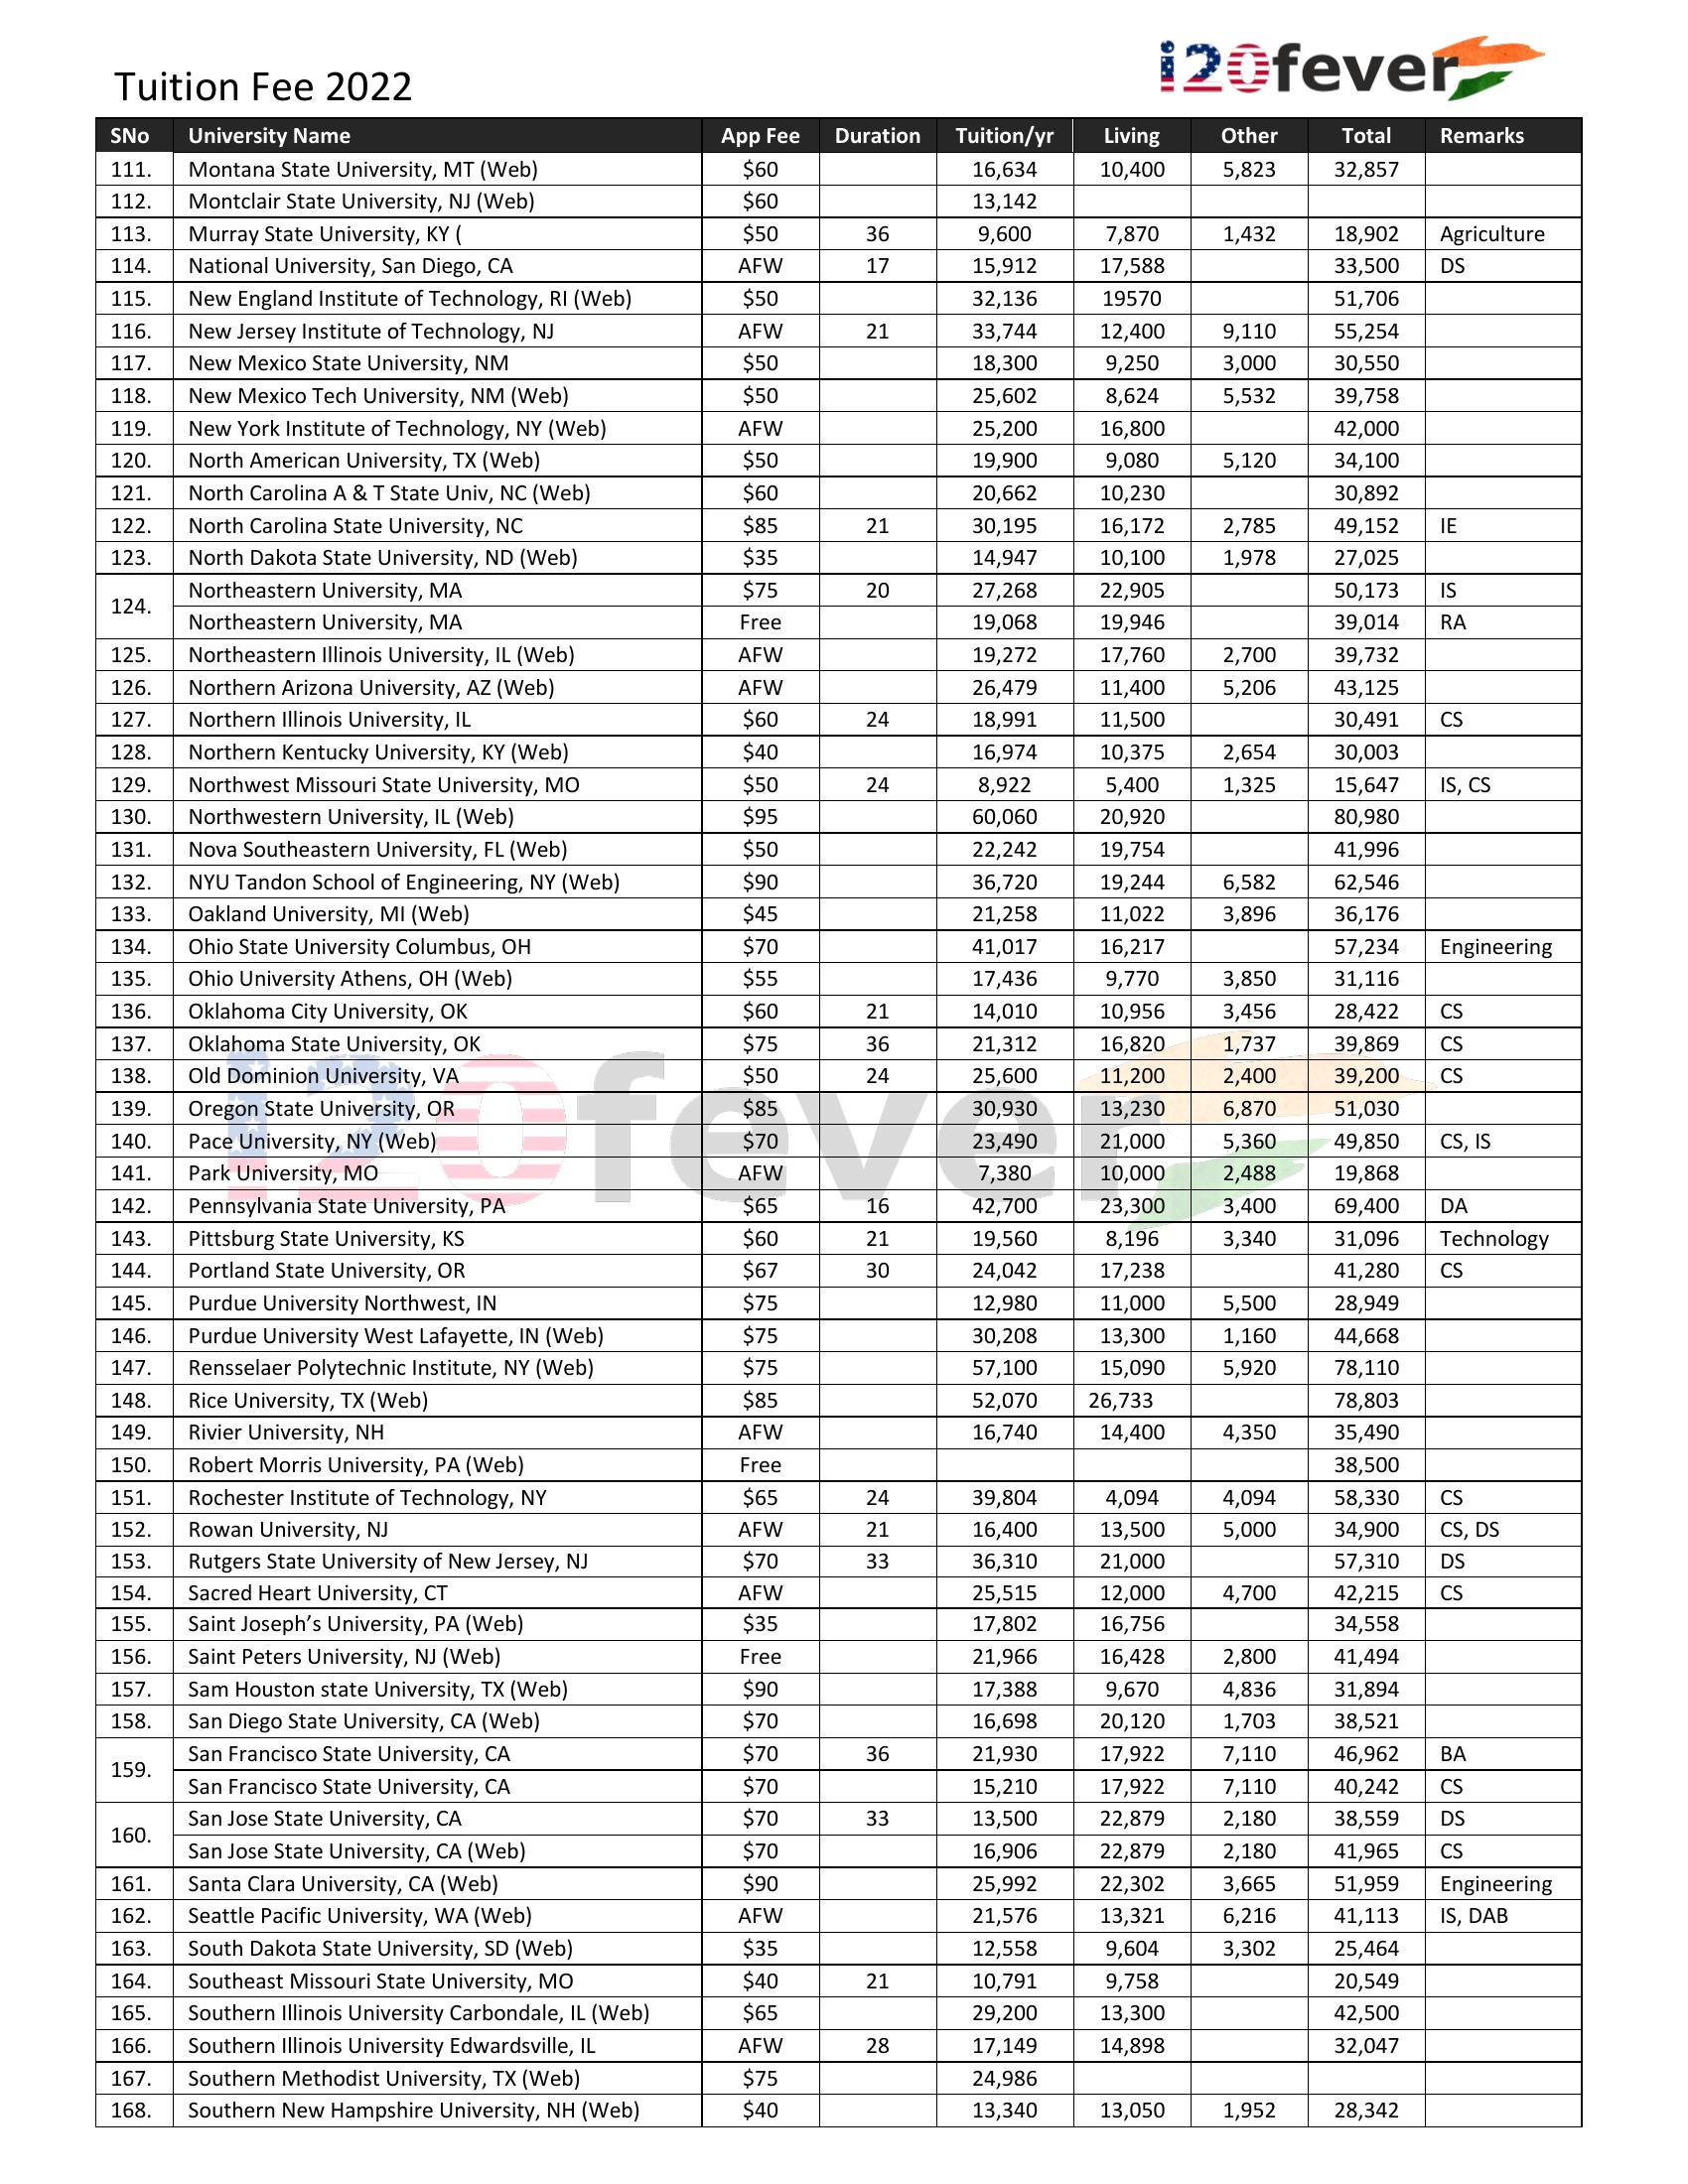 i20fever
Tuition Fee 2022
SNo University Name App Fee Duration Tuition/yr Living Other Total Remarks
111. Montana State University, MT (Web) $60 16,634 10,400 5,823 32,857
112. Montclair State University, NJ (Web) $60 13,142
113. Murray State University, KY ( $50 36 9,600 7,870 1,432 18,902 Agriculture
114. National University, San Diego, CA AFW 17 15,912 17,588 33,500 DS
115. New England Institute of Technology, RI (Web) $50 32,136 19570 51,706
116. New Jersey Institute of Technology, NJ AFW 21 33,744 12,400 9,110 55,254
117. New Mexico State University, NM $50 18,300 9,250 3,000 30,550
118. New Mexico Tech University, NM (Web) $50 25,602 8,624 5,532 39,758
119. New York Institute of Technology, NY (Web) AFW 25,200 16,800 42,000
120. North American University, TX (Web) $50 19,900 9,080 5,120 34,100
121. North Carolina A & T State Univ, NC (Web) $60 20,662 10,230 30,892
122. North Carolina State University, NC $85 21 30,195 16,172 2,785 49,152 IE
123. North Dakota State University, ND (Web) $35 14,947 10,100 1,978 27,025
124. Northeastern University, MA $75 20 27,268 22,905 50,173 IS
Northeastern University, MA Free 19,068 19,946 39,014 RA
125. Northeastern Illinois University, IL (Web) AFW 19,272 17,760 2,700 39,732
126. Northern Arizona University, AZ (Web) AFW 26,479 11,400 5,206 43,125
127. Northern Illinois University, IL $60 24 18,991 11,500 30,491 CS
128. Northern Kentucky University, KY (Web) $40 16,974 10,375 2,654 30,003
129. Northwest Missouri State University, MO $50 24 8,922 5,400 1,325 15,647 IS, CS
130. Northwestern University, IL (Web) $95 60,060 20,920 80,980
131. Nova Southeastern University, FL (Web) $50 22,242 19,754 41,996
132. NYU Tandon School of Engineering, NY (Web) $90 36,720 19,244 6,582 62,546
133. Oakland University, MI (Web) $45 21,258 11,022 3,896 36,176
134. Ohio State University Columbus, OH $70 41,017 16,217 57,234 Engineering
135. Ohio University Athens, OH (Web) $55 17,436 9,770 3,850 31,116
136. Oklahoma City University, OK $60 21 14,010 10,956 3,456 28,422 CS
137. Oklahoma State University, OK $75 36 21,312 16,820 1,737 39,869 CS
138. Old Dominion University, VA $50 24 25,600 11,200 2,400 39,200 CS
139. Oregon State University, OR $85 30,930 13,230 6,870 51,030
140. Pace University, NY (Web) $70 23,490 21,000 5,360 49,850 CS, IS
141. Park University, MO AFW 7,380 10,000 2,488 19,868
142. Pennsylvania State University, PA $65 16 42,700 23,300 3,400 69,400 DA
143. Pittsburg State University, KS $60 21 19,560 8,196 3,340 31,096 Technology
144. Portland State University, OR $67 30 24,042 17,238 41,280 CS
145. Purdue University Northwest, IN $75 12,980 11,000 5,500 28,949
146. Purdue University West Lafayette, IN (Web) $75 30,208 13,300 1,160 44,668
147. Rensselaer Polytechnic Institute, NY (Web) $75 57,100 15,090 5,920 78,110
148. Rice University, TX (Web) $85 52,070 26,733 78,803
149. Rivier University, NH AFW 16,740 14,400 4,350 35,490
150. Robert Morris University, PA (Web) Free 38,500
151. Rochester Institute of Technology, NY $65 24 39,804 4,094 4,094 58,330 CS
152. Rowan University, NJ AFW 21 16,400 13,500 5,000 34,900 CS, DS
153. Rutgers State University of New Jersey, NJ $70 33 36,310 21,000 57,310 DS
154. Sacred Heart University, CT AFW 25,515 12,000 4,700 42,215 CS
155. Saint Joseph’s University, PA (Web) $35 17,802 16,756 34,558
156. Saint Peters University, NJ (Web) Free 21,966 16,428 2,800 41,494
157. Sam Houston state University, TX (Web) $90 17,388 9,670 4,836 31,894
158. San Diego State University, CA (Web) $70 16,698 20,120 1,703 38,521
159. San Francisco State University, CA $70 36 21,930 17,922 7,110 46,962 BA
San Francisco State University, CA $70 15,210 17,922 7,110 40,242 CS
160. San Jose State University, CA $70 33 13,500 22,879 2,180 38,559 DS
San Jose State University, CA (Web) $70 16,906 22,879 2,180 41,965 CS
161. Santa Clara University, CA (Web) $90 25,992 22,302 3,665 51,959 Engineering
162. Seattle Pacific University, WA (Web) AFW 21,576 13,321 6,216 41,113 IS, DAB
163. South Dakota State University, SD (Web) $35 12,558 9,604 3,302 25,464
164. Southeast Missouri State University, MO $40 21 10,791 9,758 20,549
165. Southern Illinois University Carbondale, IL (Web) $65 29,200 13,300 42,500
166. Southern Illinois University Edwardsville, IL AFW 28 17,149 14,898 32,047
167. Southern Methodist University, TX (Web) $75 24,986
168. Southern New Hampshire University, NH (Web) $40 13,340 13,050 1,952 28,342
i20fever